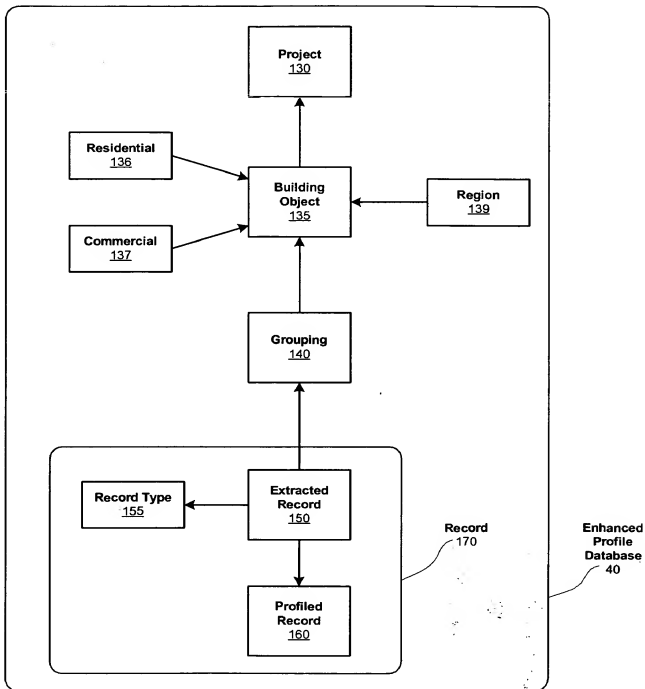 Project
130
Residential
136
Building
Object
135
Region
139
Commercial
137
Grouping
140
Record Type
155
Extracted
Record
150
Record
170
Enhanced
Profile
Database
40
Profiled
Record
160